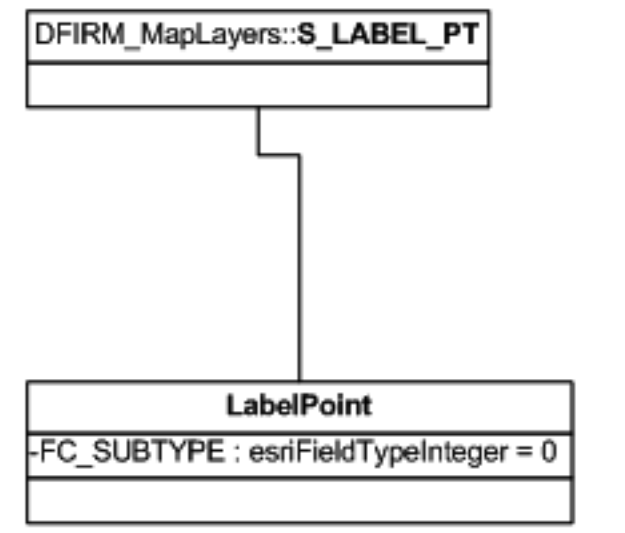 DFIRM_MapLayers::S_LABEL_PT
LabelPoint
-FC_SUBTYPE : esriFieldTypeInteger = 0